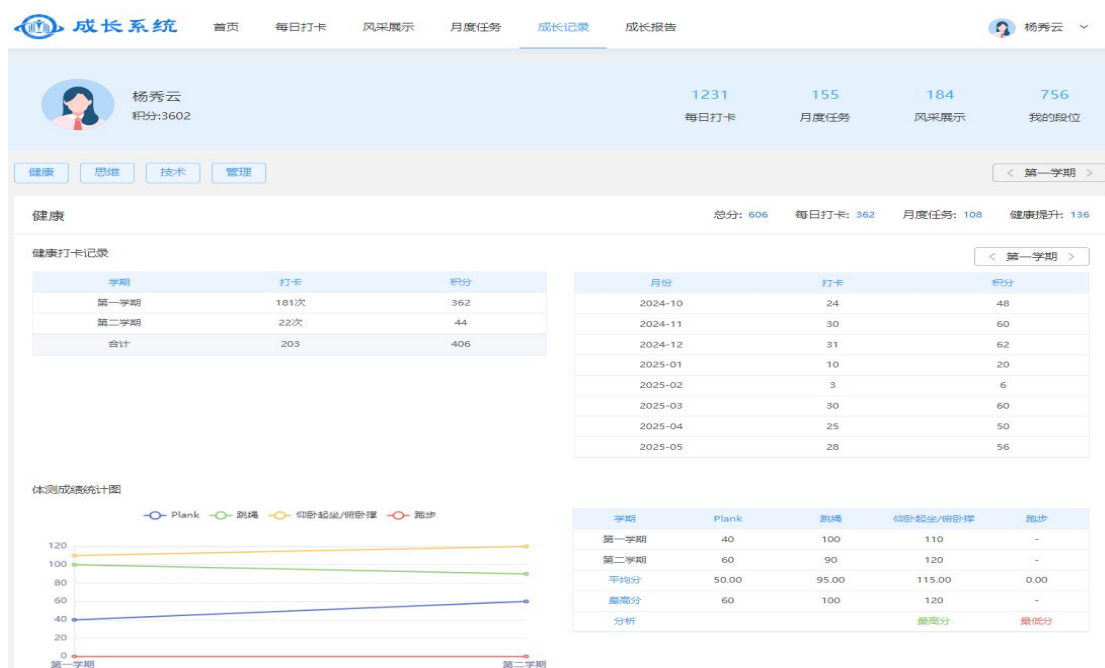 成长系统 首页 每日打卡 风采展示 月度任务 成长记录 成长报告 杨秀云
杨秀云
积分:3602
1231 155 184 756
每日打卡 月度任务 风采展示 我的段位
健康 思维 技术 管理 < 第一学期 >
健康 总分: 606 每日打卡: 362 月度任务: 108 健康提升: 136
健康打卡记录 < 第一学期 >
学期 打卡 积分
第一学期 181次 362
第二学期 22次 44
合计 203 406
月份 打卡 积分
2024-10 24 48
2024-11 30 60
2024-12 31 62
2025-01 10 20
2025-02 3 6
2025-03 30 60
2025-04 25 50
2025-05 28 56
体测成绩统计图
Plank 跳绳 仰卧起坐/俯卧撑 跑步
120
100
80
60
40
20
0
第一学期 第二学期
学期 Plank 跳绳 仰卧起坐/俯卧撑 跑步
第一学期 40 100 110 -
第二学期 60 90 120 -
平均分 50.00 95.00 115.00 0.00
最高分 60 100 120 -
分析 最高分 最低分